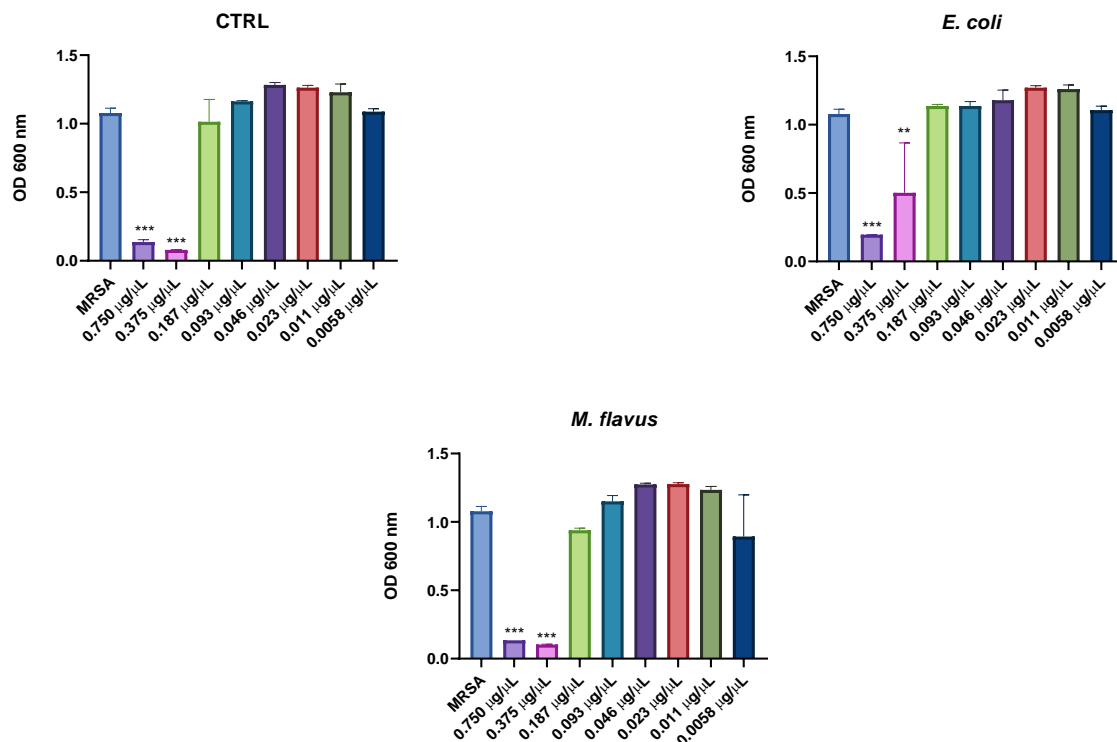 CTRL
1.5
1.0
0.5
0.0
OD 600 nm
***
***
MRSA
0.750 µg/µL
0.375 µg/µL
0.187 µg/µL
0.093 µg/µL
0.046 µg/µL
0.023 µg/µL
0.011 µg/µL
0.0058 µg/µL
E. coli
1.5
1.0
0.5
0.0
OD 600 nm
***
**
MRSA
0.750 µg/µL
0.375 µg/µL
0.187 µg/µL
0.093 µg/µL
0.046 µg/µL
0.023 µg/µL
0.011 µg/µL
0.0058 µg/µL
M. flavus
1.5
1.0
0.5
0.0
OD 600 nm
***
***
MRSA
0.750 µg/µL
0.375 µg/µL
0.187 µg/µL
0.093 µg/µL
0.046 µg/µL
0.023 µg/µL
0.011 µg/µL
0.0058 µg/µL